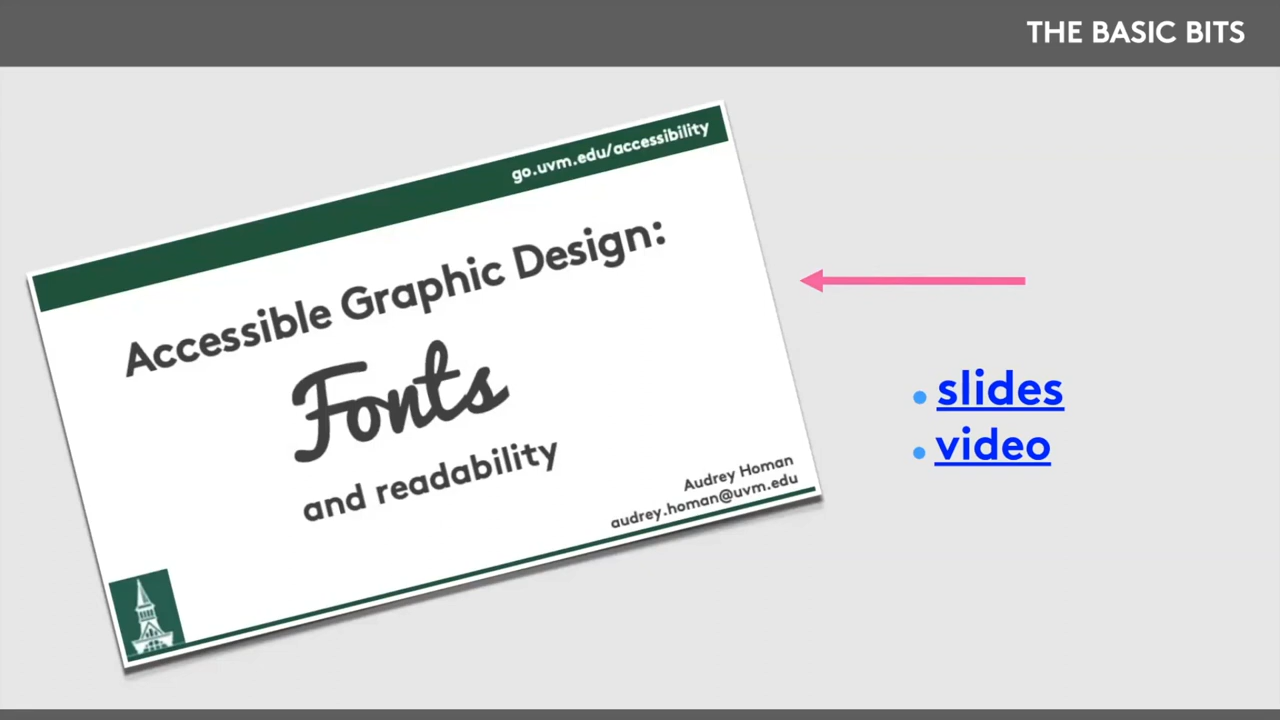 THE BASIC BITS
go.uvm.edu/accessibility
Accessible Graphic Design:
Fonts
and readability
Audrey Homan
audrey.homan@uvm.edu
• slides
• video